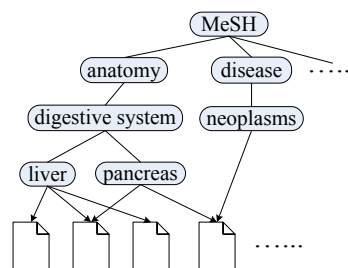 MeSH
anatomy
disease
digestive system
neoplasms
liver
pancreas